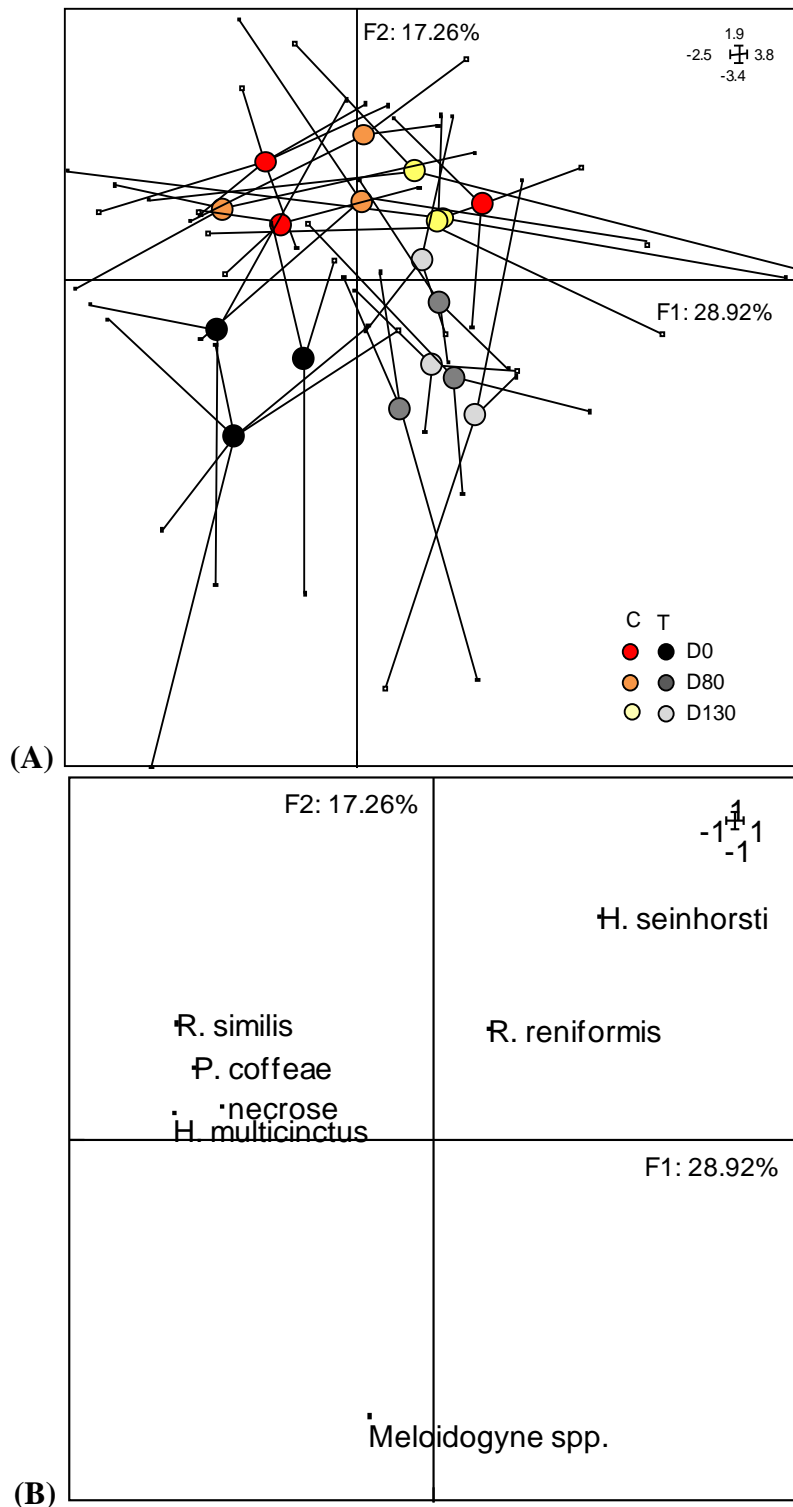 F2: 17.26%
1.9
-2.5 3.8
-3.4
F1: 28.92%
C T
D0
D80
D130
(A)
F2: 17.26%
1
-1 1
-1
H. seinhorsti
R. similis
R. reniformis
P. coffeae
necrose
H. multicinctus
F1: 28.92%
Meloidogyne spp.
(B)